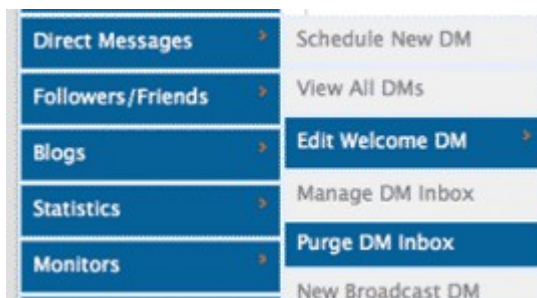 Direct Messages
Followers/Friends
Blogs
Statistics
Monitors
Schedule New DM
View All DMs
Edit Welcome DM
Manage DM Inbox
Purge DM Inbox
New Broadcast DM